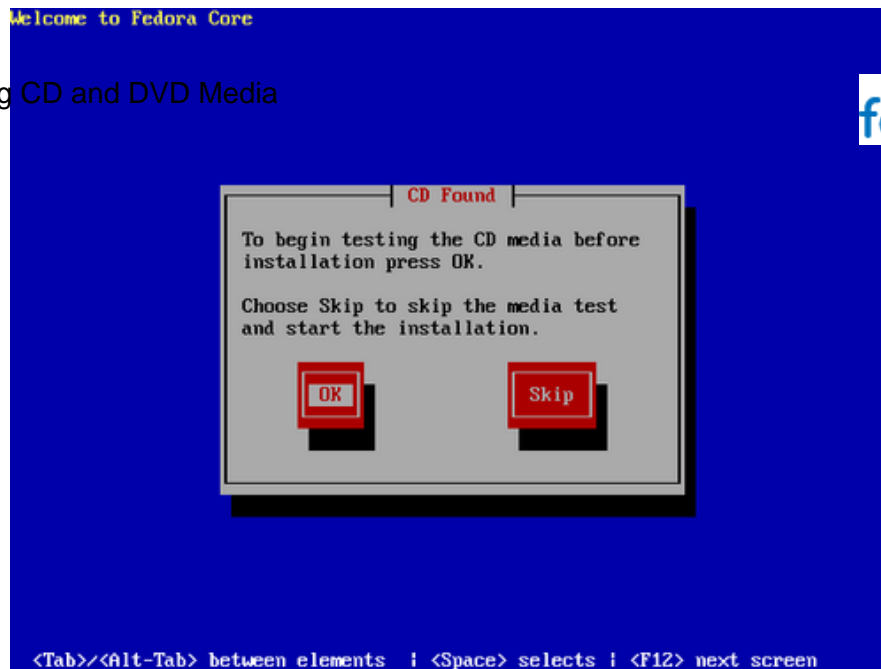 Welcome to Fedora Core
g CD and DVD Media
f
CD Found
To begin testing the CD media before
installation press OK.
Choose Skip to skip the media test
and start the installation.
OK
Skip
<Tab>/<Alt-Tab> between elements | <Space> selects | <F12> next screen